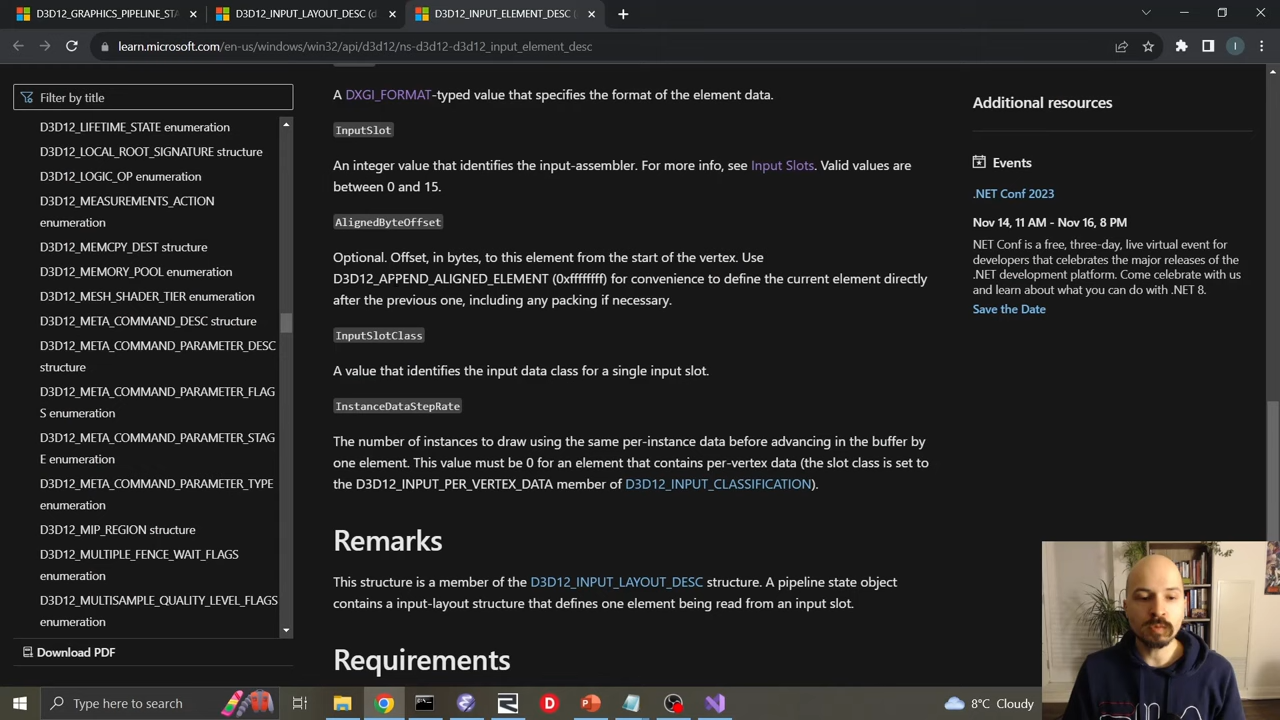 D3D12_GRAPHICS_PIPELINE_STA
D3D12_INPUT_LAYOUT_DESC (d
D3D12_INPUT_ELEMENT_DESC (
learn.microsoft.com/en-us/windows/win32/api/d3d12/ns-d3d12-d3d12_input_element_desc
I
Filter by title
D3D12_LIFETIME_STATE enumeration
D3D12_LOCAL_ROOT_SIGNATURE structure
D3D12_LOGIC_OP enumeration
D3D12_MEASUREMENTS_ACTION
enumeration
D3D12_MEMCPY_DEST structure
D3D12_MEMORY_POOL enumeration
D3D12_MESH_SHADER_TIER enumeration
D3D12_META_COMMAND_DESC structure
D3D12_META_COMMAND_PARAMETER_DESC
structure
D3D12_META_COMMAND_PARAMETER_FLAG
S enumeration
D3D12_META_COMMAND_PARAMETER_STAG
E enumeration
D3D12_META_COMMAND_PARAMETER_TYPE
enumeration
D3D12_MIP_REGION structure
D3D12_MULTIPLE_FENCE_WAIT_FLAGS
enumeration
D3D12_MULTISAMPLE_QUALITY_LEVEL_FLAGS
enumeration
Download PDF
A DXGI_FORMAT-typed value that specifies the format of the element data.
InputSlot
An integer value that identifies the input-assembler. For more info, see Input Slots. Valid values are
between 0 and 15.
AlignedByteOffset
Optional. Offset, in bytes, to this element from the start of the vertex. Use
D3D12_APPEND_ALIGNED_ELEMENT (0xffffffff) for convenience to define the current element directly
after the previous one, including any packing if necessary.
InputSlotClass
A value that identifies the input data class for a single input slot.
InstanceDataStepRate
The number of instances to draw using the same per-instance data before advancing in the buffer by
one element. This value must be 0 for an element that contains per-vertex data (the slot class is set to
the D3D12_INPUT_PER_VERTEX_DATA member of D3D12_INPUT_CLASSIFICATION).
Remarks
This structure is a member of the D3D12_INPUT_LAYOUT_DESC structure. A pipeline state object
contains a input-layout structure that defines one element being read from an input slot.
Requirements
Additional resources
Events
.NET Conf 2023
Nov 14, 11 AM - Nov 16, 8 PM
.NET Conf is a free, three-day, live virtual event for
developers that celebrates the major releases of the
.NET development platform. Come celebrate with us
and learn about what you can do with .NET 8.
Save the Date
Type here to search
8°C Cloudy